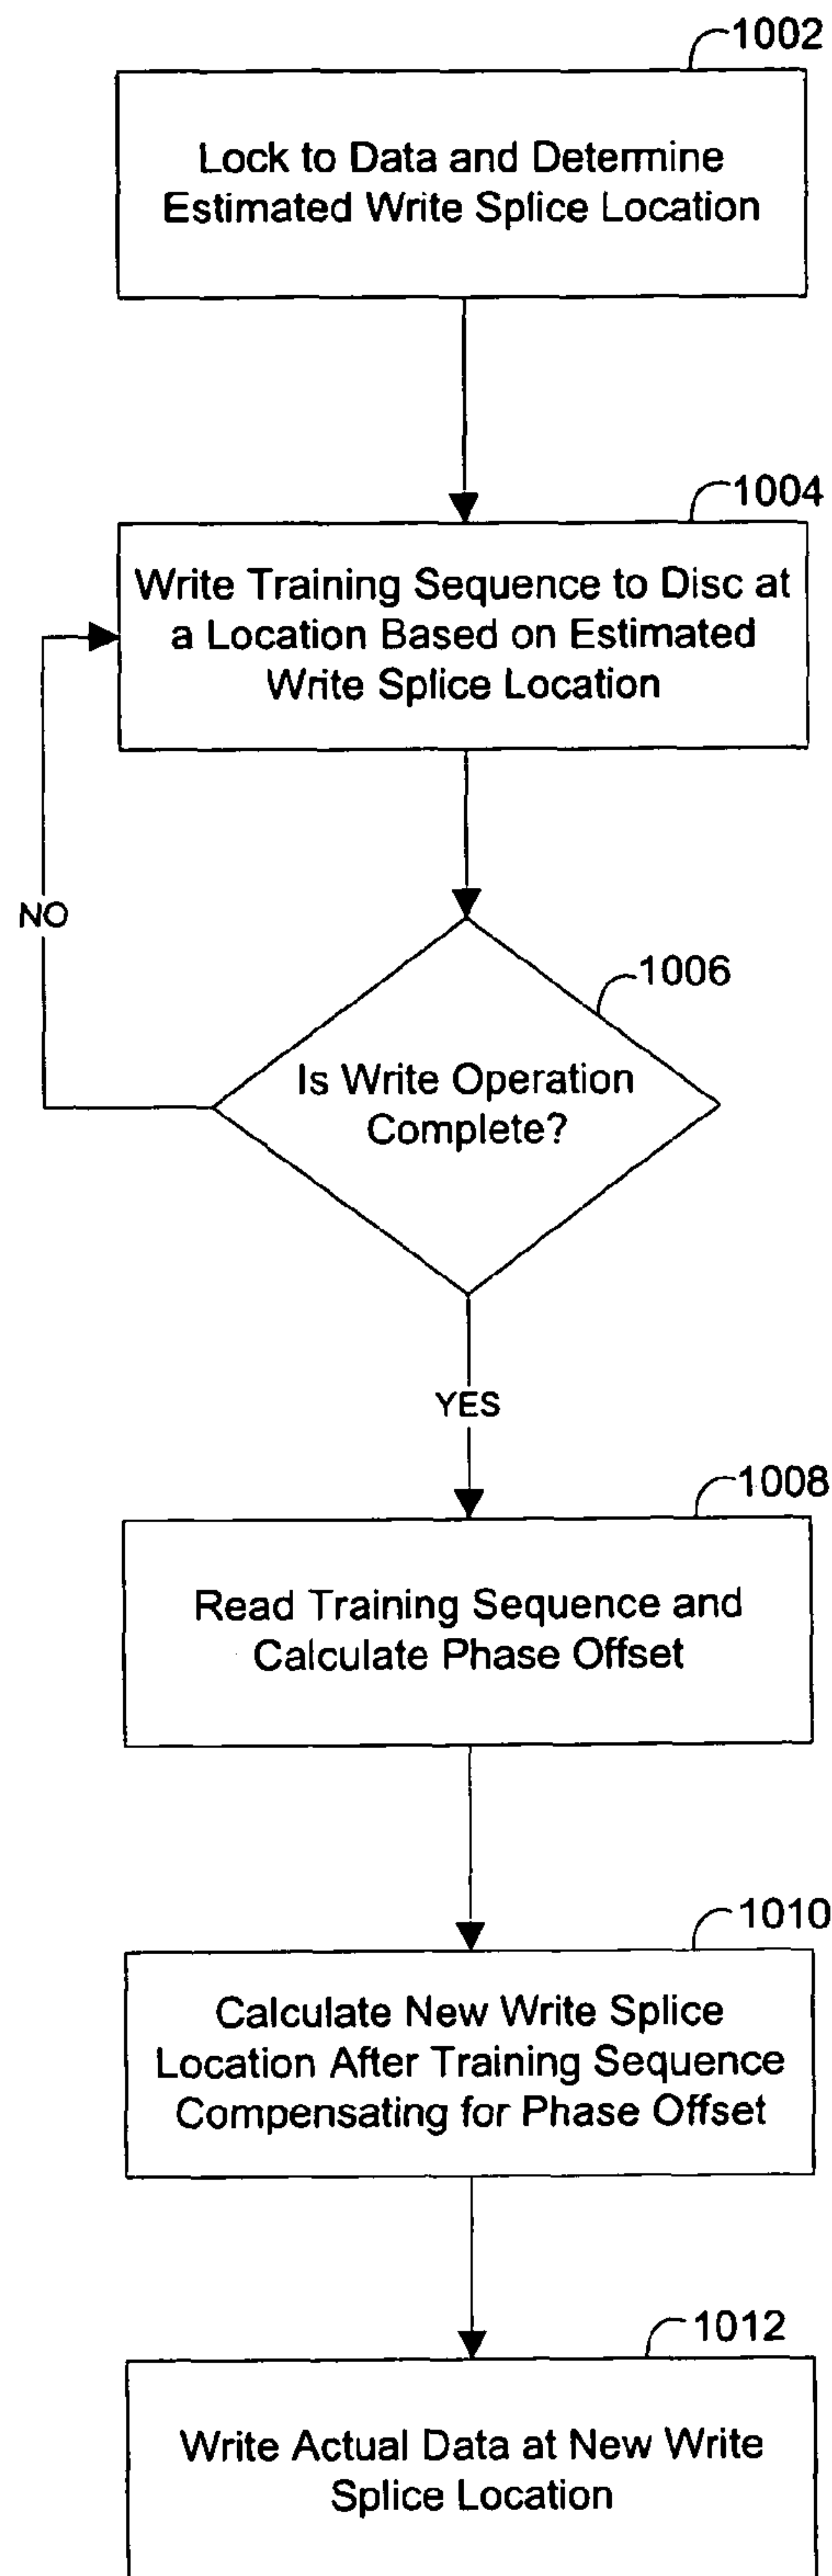 1002
Lock to Data and Determine
Estimated Write Splice Location
1004
Write Training Sequence to Disc at
a Location Based on Estimated
Write Splice Location
NO
1006
Is Write Operation
Complete?
YES
1008
Read Training Sequence and
Calculate Phase Offset
1010
Calculate New Write Splice
Location After Training Sequence
Compensating for Phase Offset
1012
Write Actual Data at New Write
Splice Location